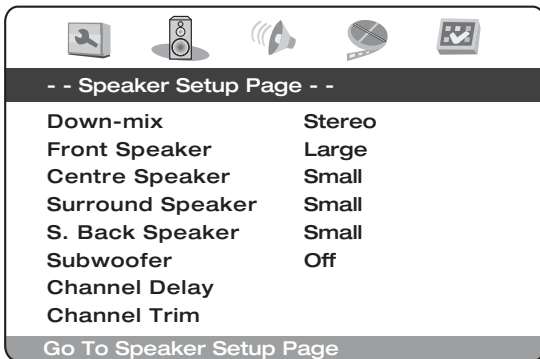 - - Speaker Setup Page - -
Down-mix Stereo
Front Speaker Large
Centre Speaker Small
Surround Speaker Small
S. Back Speaker Small
Subwoofer Off
Channel Delay
Channel Trim
Go To Speaker Setup Page